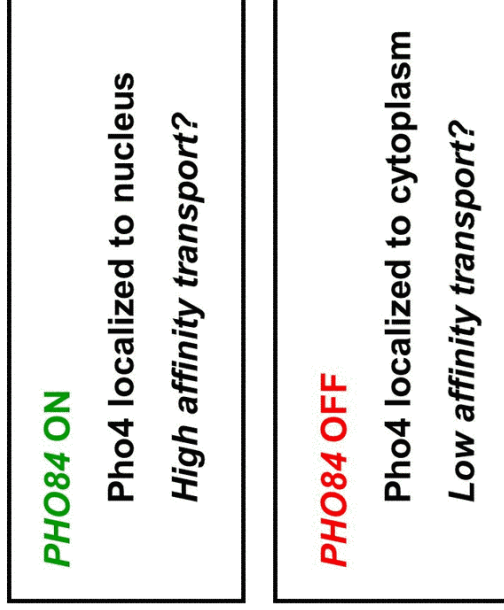 PHO84 ON
Pho4 localized to nucleus
High affinity transport?
PHO84 OFF
Pho4 localized to cytoplasm
Low affinity transport?